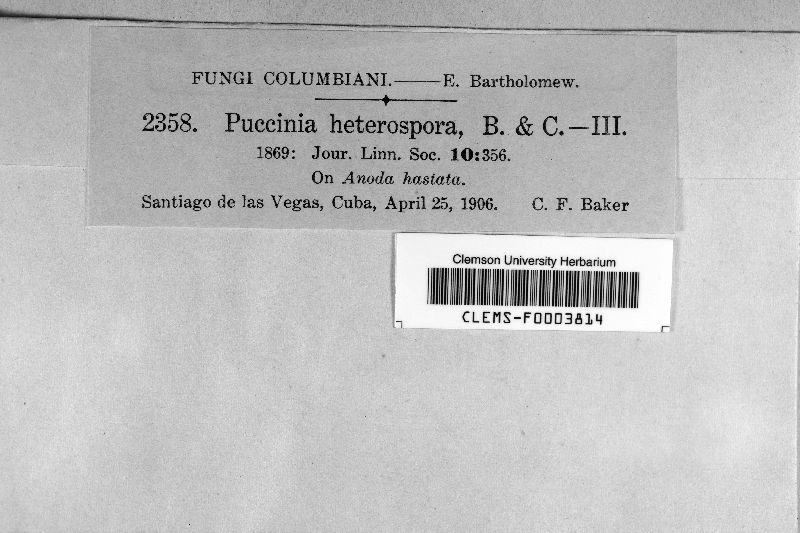 FUNGI COLUMBIANI.——E. Bartholomew.
2358. Puccinia heterospora, B. & C.—III.
1869: Jour. Linn. Soc. 10:356.
On Anoda hastata.
Santiago de las Vegas, Cuba, April 25, 1906. C. F. Baker
Clemson University Herbarium
CLEMS-F0003814